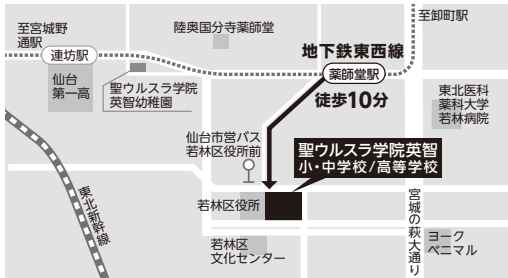 至宮城野
通駅
連坊駅
陸奥国分寺薬師堂
至卸町駅
地下鉄東西線
薬師堂駅
徒歩10分
仙台
第一高
聖ウルスラ学院
英智幼稚園
東北医科
薬科大学
若林病院
仙台市営バス
若林区役所前
聖ウルスラ学院英智
小・中学校/高等学校
若林区役所
東北新幹線
宮城の萩大通り
若林区
文化センター
ヨーク
ベニマル